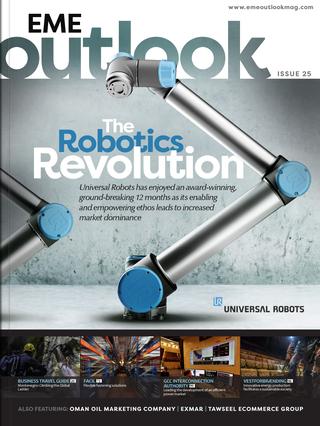 www.emeoutlookmag.com
EME
outlook
ISSUE 25
The
Robotics
Revolution
Universal Robots has enjoyed an award-winning,
ground-breaking 12 months as its enabling
and empowering ethos leads to increased
market dominance
UR UNIVERSAL ROBOTS
BUSINESS TRAVEL GUIDE
Montenegro: Climbing the Global
Ladder
FACIL
Flexible fastening solutions
GCC INTERCONNECTION
AUTHORITY
Leading the development of an efficient
power market
VESTFORBRÆNDING
Innovative energy production
facilitates a sustainable society
ALSO FEATURING: OMAN OIL MARKETING COMPANY | EXMAR | TAWSEEL ECOMMERCE GROUP